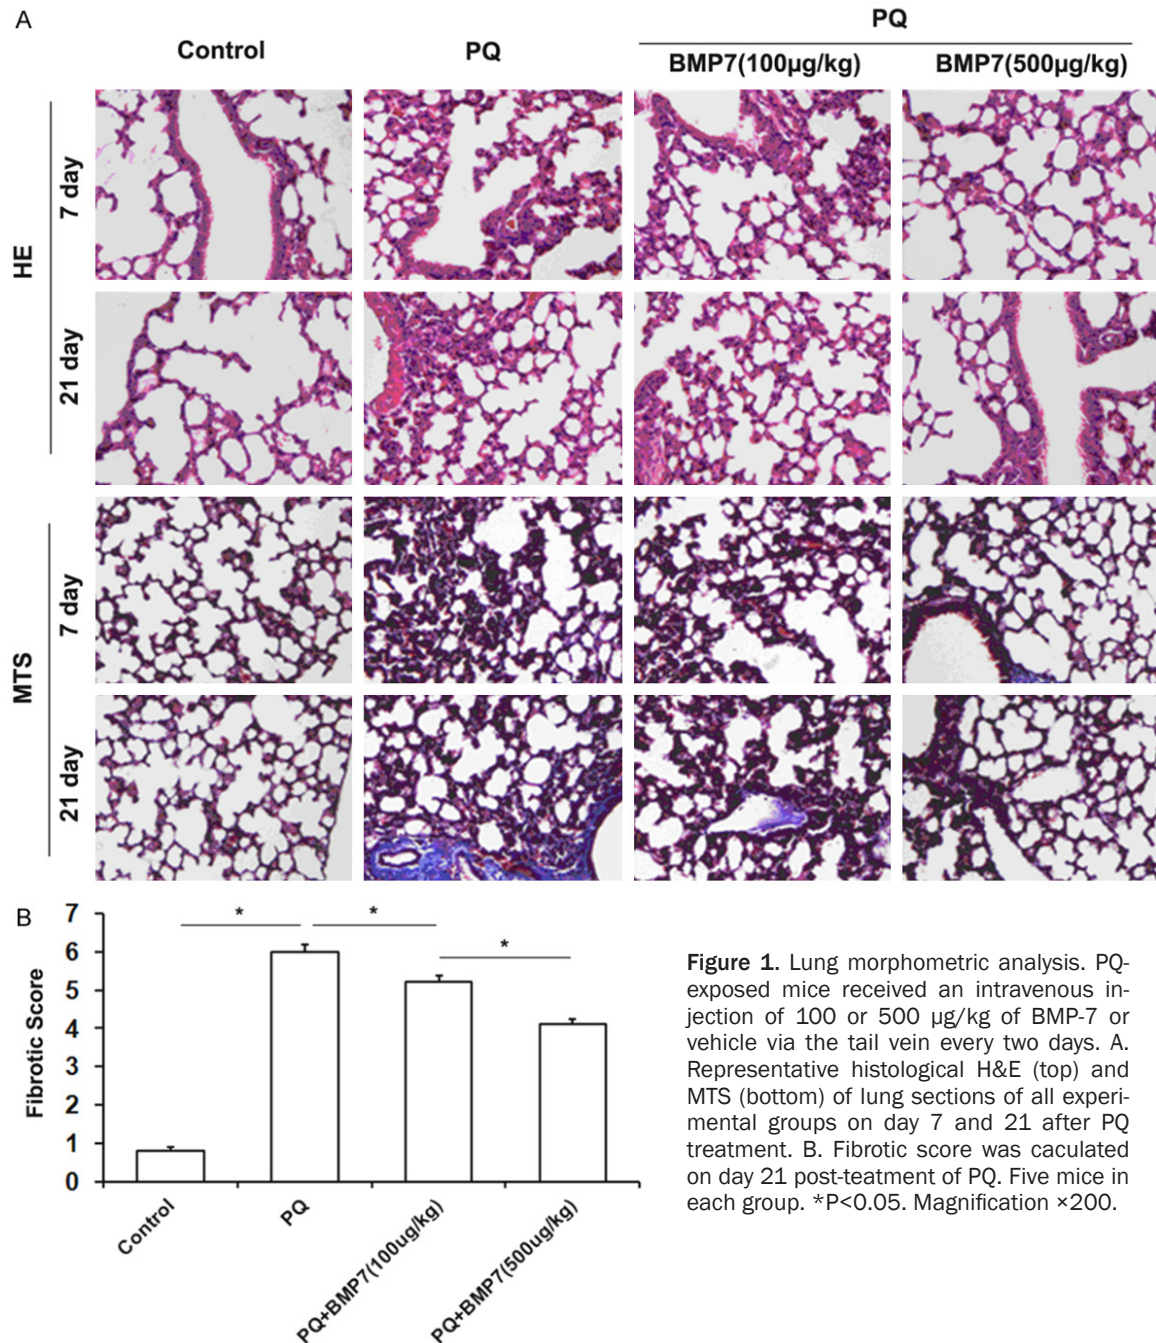 A
Control
PQ
PQ
BMP7(100µg/kg)
BMP7(500µg/kg)
HE
7 day
21 day
MTS
7 day
21 day
B
Fibrotic Score
7
6
5
4
3
2
1
0
*
*
*
Control
PQ
PQ+BMP7(100ug/kg)
PQ+BMP7(500ug/kg)
Figure 1. Lung morphometric analysis. PQ-
exposed mice received an intravenous in-
jection of 100 or 500 µg/kg of BMP-7 or
vehicle via the tail vein every two days. A.
Representative histological H&E (top) and
MTS (bottom) of lung sections of all experi-
mental groups on day 7 and 21 after PQ
treatment. B. Fibrotic score was caculated
on day 21 post-teatment of PQ. Five mice in
each group. *P<0.05. Magnification ×200.